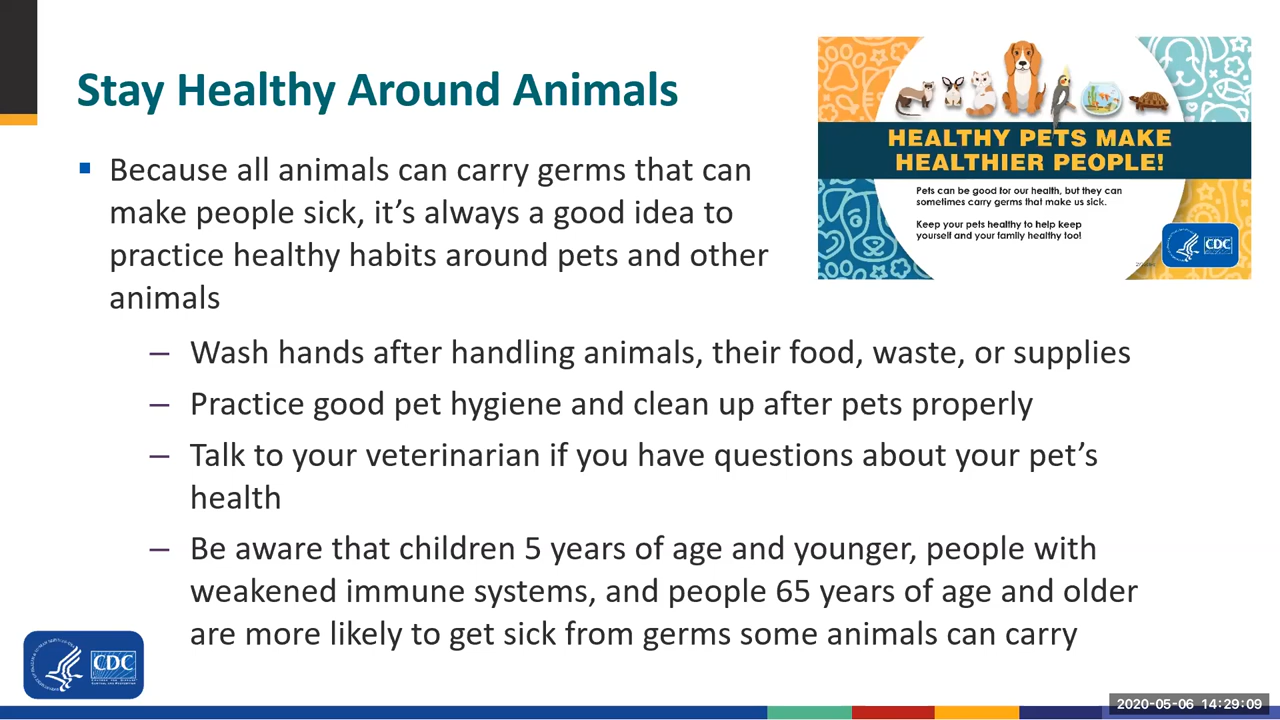 Stay Healthy Around Animals
HEALTHY PETS MAKE
HEALTHIER PEOPLE!
Pets can be good for our health, but they can
sometimes carry germs that make us sick.
Keep your pets healthy to help keep
yourself and your family healthy too!
CDC
▪ Because all animals can carry germs that can
make people sick, it’s always a good idea to
practice healthy habits around pets and other
animals
– Wash hands after handling animals, their food, waste, or supplies
– Practice good pet hygiene and clean up after pets properly
– Talk to your veterinarian if you have questions about your pet’s
health
– Be aware that children 5 years of age and younger, people with
weakened immune systems, and people 65 years of age and older
are more likely to get sick from germs some animals can carry
CDC
2020-05-06 14:29:09